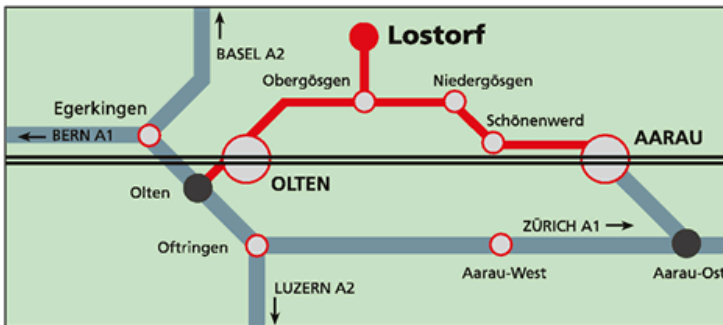 Lostorf
BASEL A2
Obergösgen
Niedergösgen
Egerkingen
Schönenwerd
BERN A1
AARAU
OLTEN
Olten
ZÜRICH A1
Oftringen
Aarau-West
Aarau-Ost
LUZERN A2